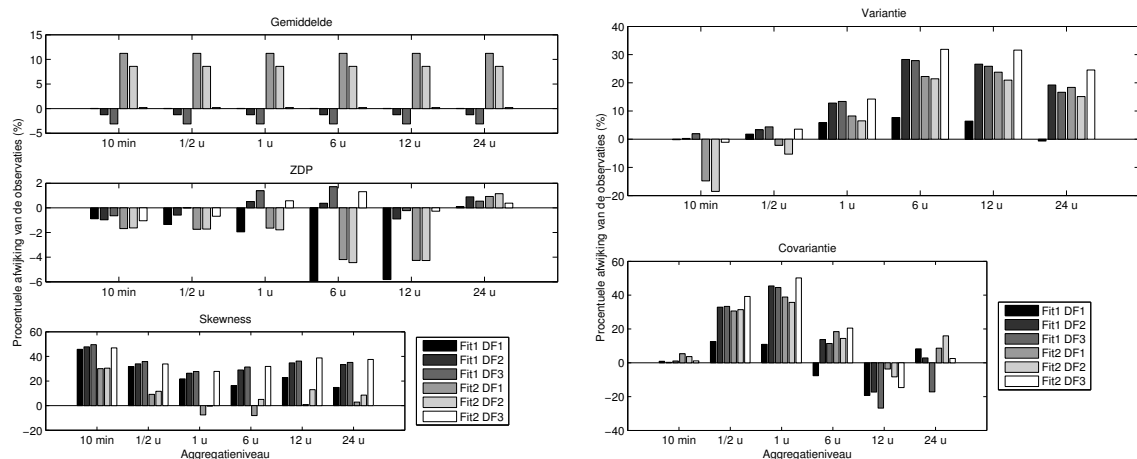 Gemiddelde
15
10
5
0
−5
10 min
1/2 u
1 u
6 u
12 u
24 u
ZDP
2
0
−2
−4
−6
10 min
1/2 u
1 u
6 u
12 u
24 u
Procentuele afwijking van de observaties (%)
Skewness
60
40
20
0
−20
10 min
1/2 u
1 u
6 u
12 u
24 u
Aggregatieniveau
Fit1 DF1
Fit1 DF2
Fit1 DF3
Fit2 DF1
Fit2 DF2
Fit2 DF3
Variantie
40
30
20
10
0
−10
−20
10 min
1/2 u
1 u
6 u
12 u
24 u
Procentuele afwijking van de observaties (%)
Covariantie
60
40
20
0
−20
−40
10 min
1/2 u
1 u
6 u
12 u
24 u
Aggregatieniveau
Fit1 DF1
Fit1 DF2
Fit1 DF3
Fit2 DF1
Fit2 DF2
Fit2 DF3